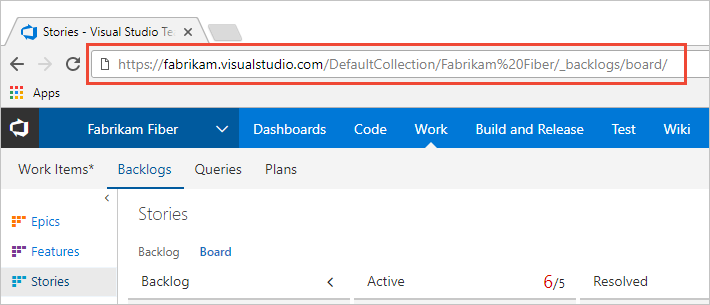 Stories - Visual Studio Te
https://fabrikam.visualstudio.com/DefaultCollection/Fabrikam%20Fiber/_backlogs/board/
Apps
Fabrikam Fiber Dashboards Code Work Build and Release Test Wiki
Work Items* Backlogs Queries Plans
Epics
Features
Stories
Stories
Backlog Board
Backlog Active 6/5 Resolved